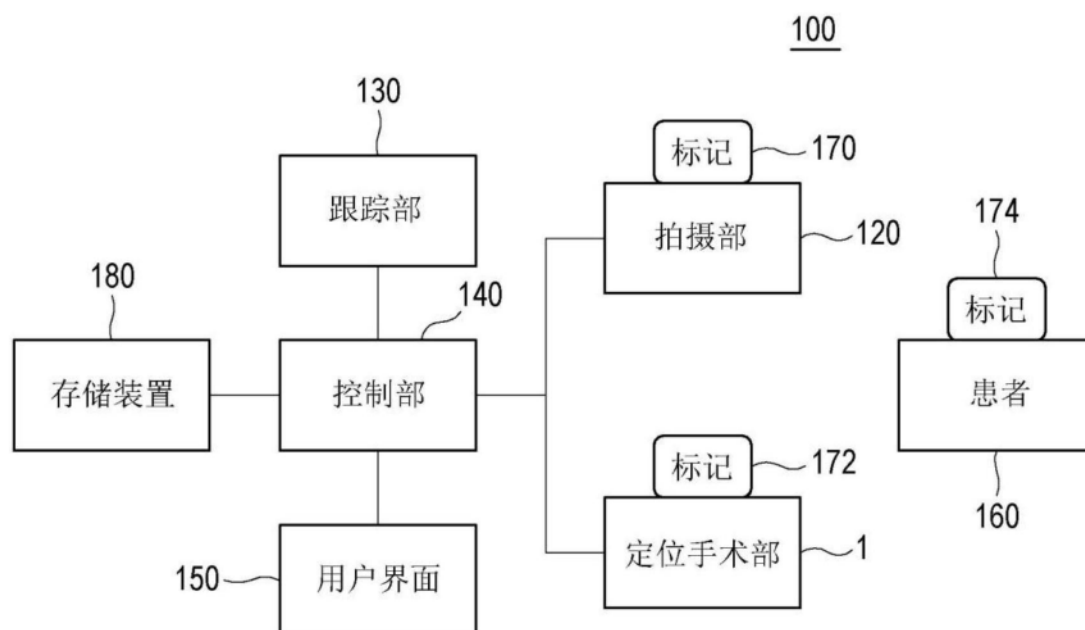 100
130
跟踪部
标记
170
拍摄部
120
174
标记
患者
160
180
存储装置
140
控制部
标记
172
定位手术部
1
150
用户界面